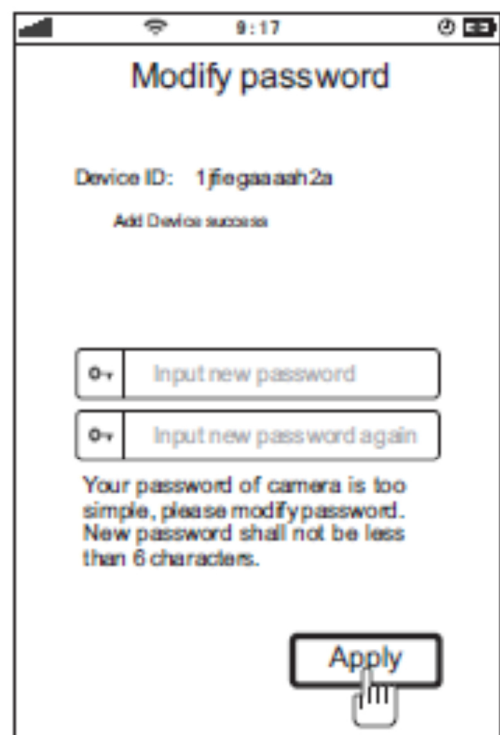 9:17
Modify password
Device ID: 1jfiegaaaah2a
Add Device success
Input new password
Input new password again
Your password of camera is too
simple, please modify password.
New password shall not be less
than 6 characters.
Apply